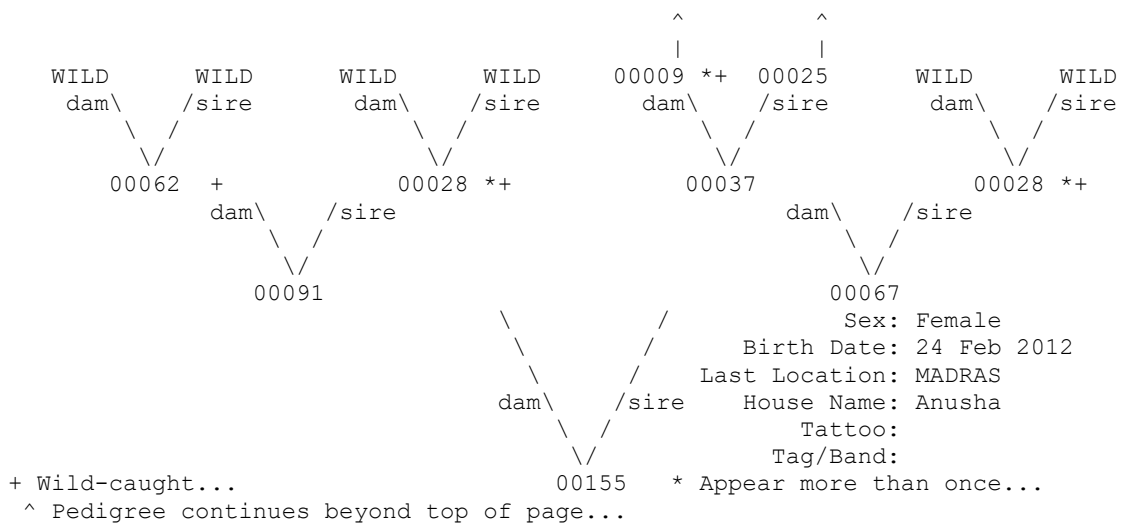 ^ ^
| |
WILD WILD WILD WILD 00009 *+ 00025 WILD WILD
dam\ /sire dam\ /sire dam\ /sire dam\ /sire
\ / \ / \ / \ /
\/ \/ \/ \/
00062 + 00028 *+ 00037 00028 *+
dam\ /sire dam\ /sire
\ / \ /
\/ \/
00091 00067
\ / Sex: Female
\ / Birth Date: 24 Feb 2012
\ / Last Location: MADRAS
dam\ /sire House Name: Anusha
\ / Tattoo:
\/ Tag/Band:
+ Wild-caught... 00155 * Appear more than once...
^ Pedigree continues beyond top of page...